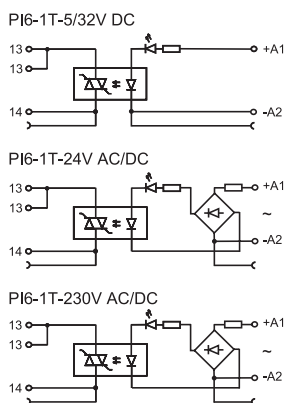 PI6-1T-5/32V DC
13 +A1
13
14 -A2
PI6-1T-24V AC/DC
13 +A1
13 ~
14 -A2
PI6-1T-230V AC/DC
13 +A1
13 ~
14 -A2